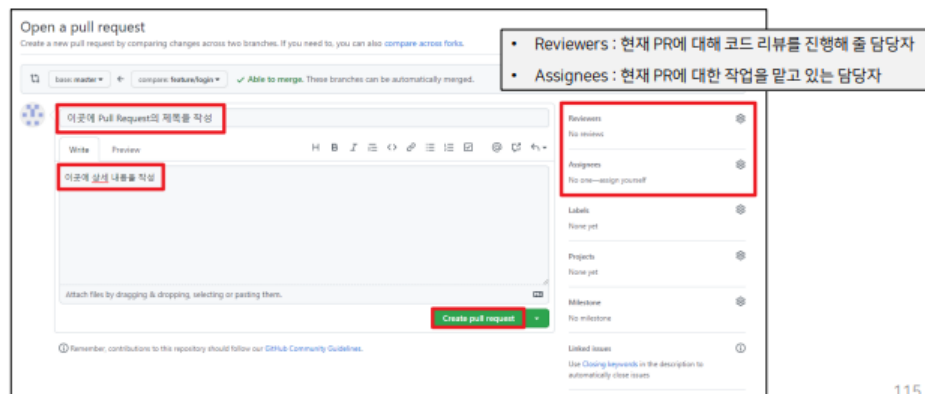 Open a pull request
Create a new pull request by comparing changes across two branches. If you need to, you can also compare across forks.
• Reviewers : 현재 PR에 대해 코드 리뷰를 진행해 줄 담당자
• Assignees : 현재 PR에 대한 작업을 맡고 있는 담당자
base: master ← compare: feature/login ✓ Able to merge. These branches can be automatically merged.
이곳에 Pull Request의 제목을 작성
Write Preview
이곳에 상세 내용을 작성
Attach files by dragging & dropping, selecting or pasting them.
Create pull request
Remember, contributions to this repository should follow our GitHub Community Guidelines.
Reviewers
No reviews
Assignees
No one—assign yourself
Labels
None yet
Projects
None yet
Milestone
No milestone
Linked issues
Use Closing keywords in the description to
automatically close issues
115